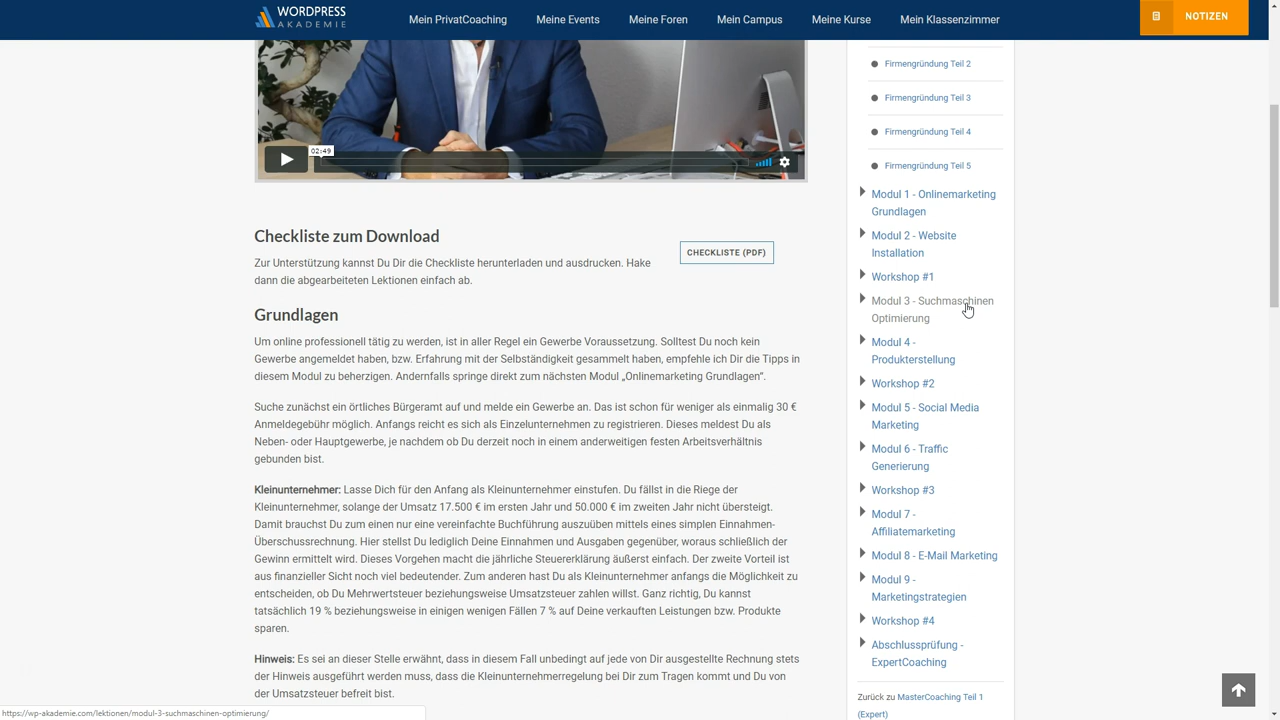 WORDPRESS
AKADEMIE
Mein PrivatCoaching
Meine Events
Meine Foren
Mein Campus
Meine Kurse
Mein Klassenzimmer
NOTIZEN
02:49
Checkliste zum Download
Zur Unterstützung kannst Du Dir die Checkliste herunterladen und ausdrucken. Hake
dann die abgearbeiteten Lektionen einfach ab.
CHECKLISTE (PDF)
Grundlagen
Um online professionell tätig zu werden, ist in aller Regel ein Gewerbe Voraussetzung. Solltest Du noch kein
Gewerbe angemeldet haben, bzw. Erfahrung mit der Selbständigkeit gesammelt haben, empfehle ich Dir die Tipps in
diesem Modul zu beherzigen. Andernfalls springe direkt zum nächsten Modul „Onlinemarketing Grundlagen“.
Suche zunächst ein örtliches Bürgeramt auf und melde ein Gewerbe an. Das ist schon für weniger als einmalig 30 €
Anmeldegebühr möglich. Anfangs reicht es sich als Einzelunternehmen zu registrieren. Dieses meldest Du als
Neben- oder Hauptgewerbe, je nachdem ob Du derzeit noch in einem anderweitigen festen Arbeitsverhältnis
gebunden bist.
Kleinunternehmer: Lasse Dich für den Anfang als Kleinunternehmer einstufen. Du fällst in die Riege der
Kleinunternehmer, solange der Umsatz 17.500 € im ersten Jahr und 50.000 € im zweiten Jahr nicht übersteigt.
Damit brauchst Du zum einen nur eine vereinfachte Buchführung auszuüben mittels eines simplen Einnahmen-
Überschussrechnung. Hier stellst Du lediglich Deine Einnahmen und Ausgaben gegenüber, woraus schließlich der
Gewinn ermittelt wird. Dieses Vorgehen macht die jährliche Steuererklärung äußerst einfach. Der zweite Vorteil ist
aus finanzieller Sicht noch viel bedeutender. Zum anderen hast Du als Kleinunternehmer anfangs die Möglichkeit zu
entscheiden, ob Du Mehrwertsteuer beziehungsweise Umsatzsteuer zahlen willst. Ganz richtig, Du kannst
tatsächlich 19 % beziehungsweise in einigen wenigen Fällen 7 % auf Deine verkauften Leistungen bzw. Produkte
sparen.
Hinweis: Es sei an dieser Stelle erwähnt, dass in diesem Fall unbedingt auf jede von Dir ausgestellte Rechnung stets
der Hinweis ausgeführt werden muss, dass die Kleinunternehmerregelung bei Dir zum Tragen kommt und Du von
der Umsatzsteuer befreit bist.
Firmengründung Teil 2
Firmengründung Teil 3
Firmengründung Teil 4
Firmengründung Teil 5
Modul 1 - Onlinemarketing
Grundlagen
Modul 2 - Website
Installation
Workshop #1
Modul 3 - Suchmaschinen
Optimierung
Modul 4 -
Produkterstellung
Workshop #2
Modul 5 - Social Media
Marketing
Modul 6 - Traffic
Generierung
Workshop #3
Modul 7 -
Affiliatemarketing
Modul 8 - E-Mail Marketing
Modul 9 -
Marketingstrategien
Workshop #4
Abschlussprüfung -
ExpertCoaching
Zurück zu MasterCoaching Teil 1
(Expert)
https://wp-akademie.com/lektionen/modul-3-suchmaschinen-optimierung/